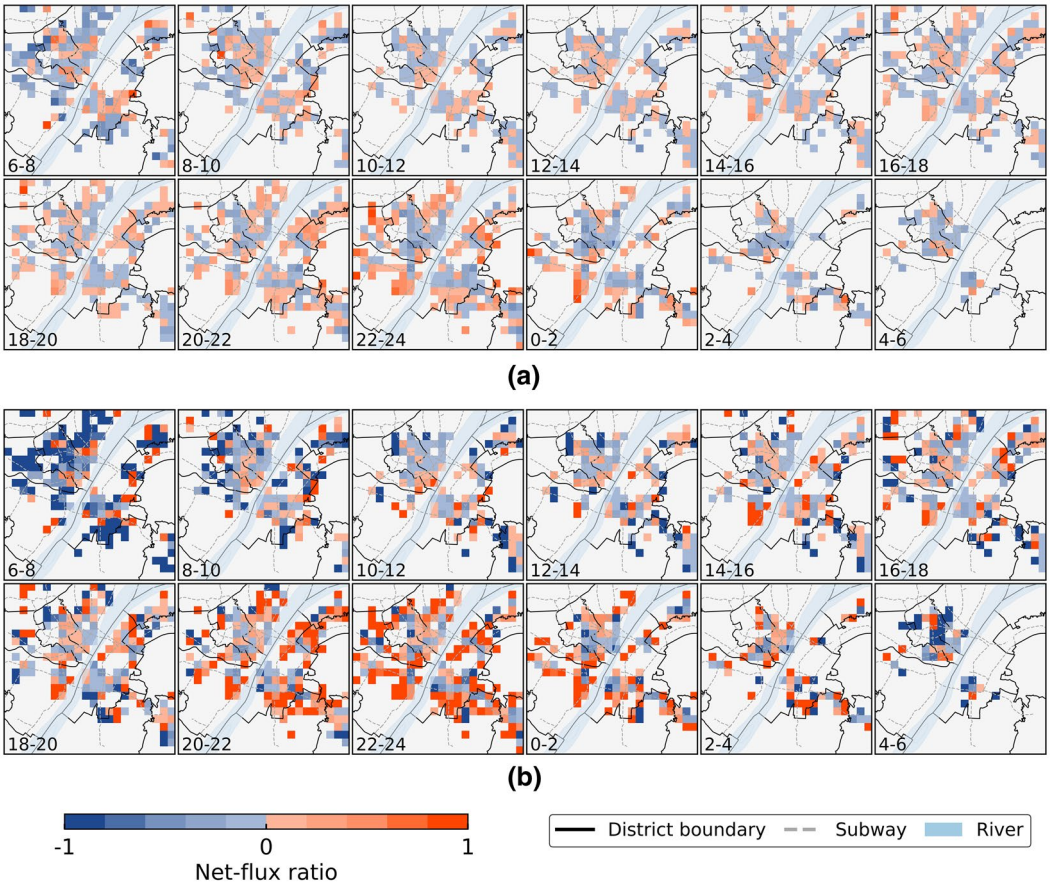 6-8 8-10 10-12 12-14 14-16 16-18
18-20 20-22 22-24 0-2 2-4 4-6
(a)
6-8 8-10 10-12 12-14 14-16 16-18
18-20 20-22 22-24 0-2 2-4 4-6
(b)
-1 0 1
Net-flux ratio
District boundary Subway River